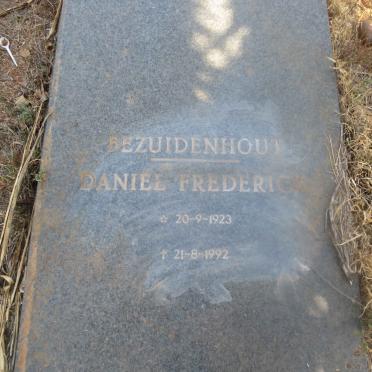 BEZUIDENHOUT
DANIEL FREDERICK
☆ 20-9-1923
† 21-8-1992